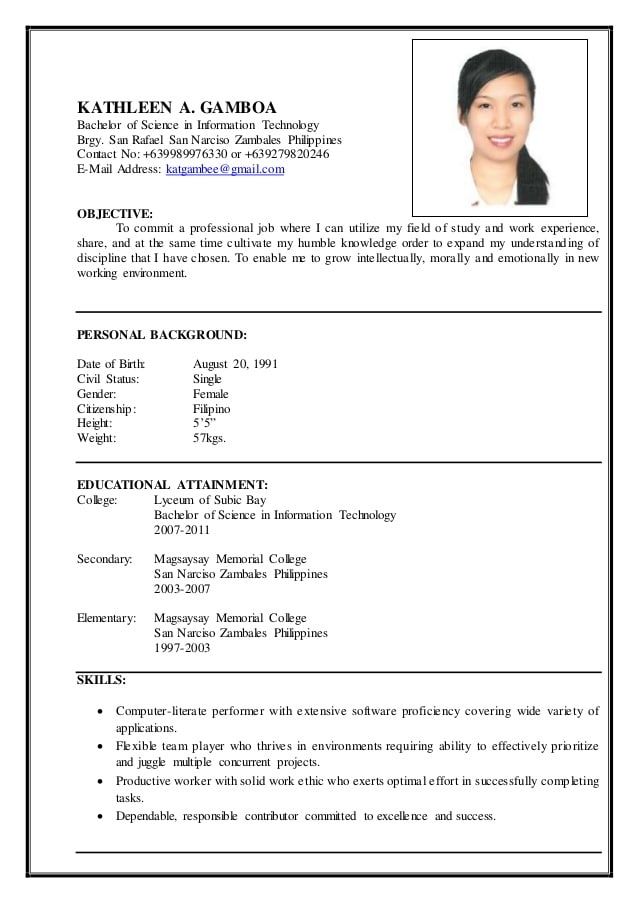 KATHLEEN A. GAMBOA
Bachelor of Science in Information Technology
Brgy. San Rafael San Narciso Zambales Philippines
Contact No: +639989976330 or +639279820246
E-Mail Address: katgambee@gmail.com
OBJECTIVE:
To commit a professional job where I can utilize my field of study and work experience,
share, and at the same time cultivate my humble knowledge order to expand my understanding of
discipline that I have chosen. To enable me to grow intellectually, morally and emotionally in new
working environment.
PERSONAL BACKGROUND:
Date of Birth: August 20, 1991
Civil Status: Single
Gender: Female
Citizenship: Filipino
Height: 5’5”
Weight: 57kgs.
EDUCATIONAL ATTAINMENT:
College: Lyceum of Subic Bay
Bachelor of Science in Information Technology
2007-2011
Secondary: Magsaysay Memorial College
San Narciso Zambales Philippines
2003-2007
Elementary: Magsaysay Memorial College
San Narciso Zambales Philippines
1997-2003
SKILLS:
• Computer-literate performer with extensive software proficiency covering wide variety of
applications.
• Flexible team player who thrives in environments requiring ability to effectively prioritize
and juggle multiple concurrent projects.
• Productive worker with solid work ethic who exerts optimal effort in successfully completing
tasks.
• Dependable, responsible contributor committed to excellence and success.